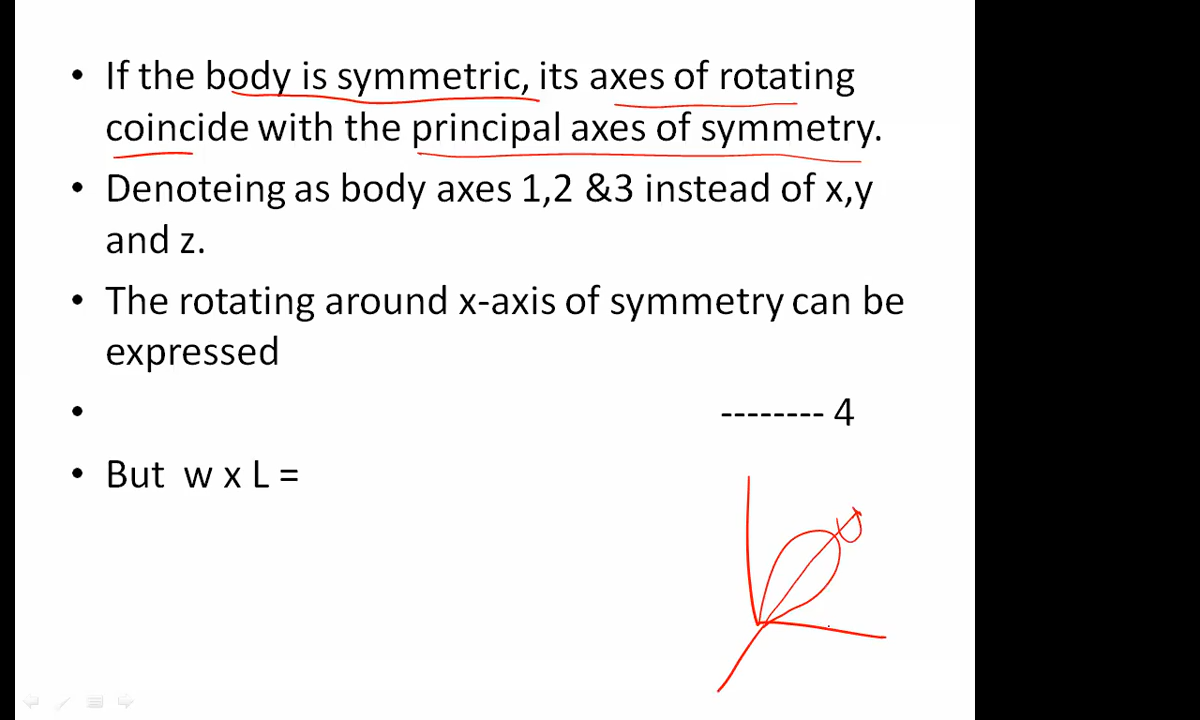 • If the body is symmetric, its axes of rotating
coincide with the principal axes of symmetry.
• Denoteing as body axes 1,2 &3 instead of x,y
and z.
• The rotating around x-axis of symmetry can be
expressed
• -------- 4
• But w x L =